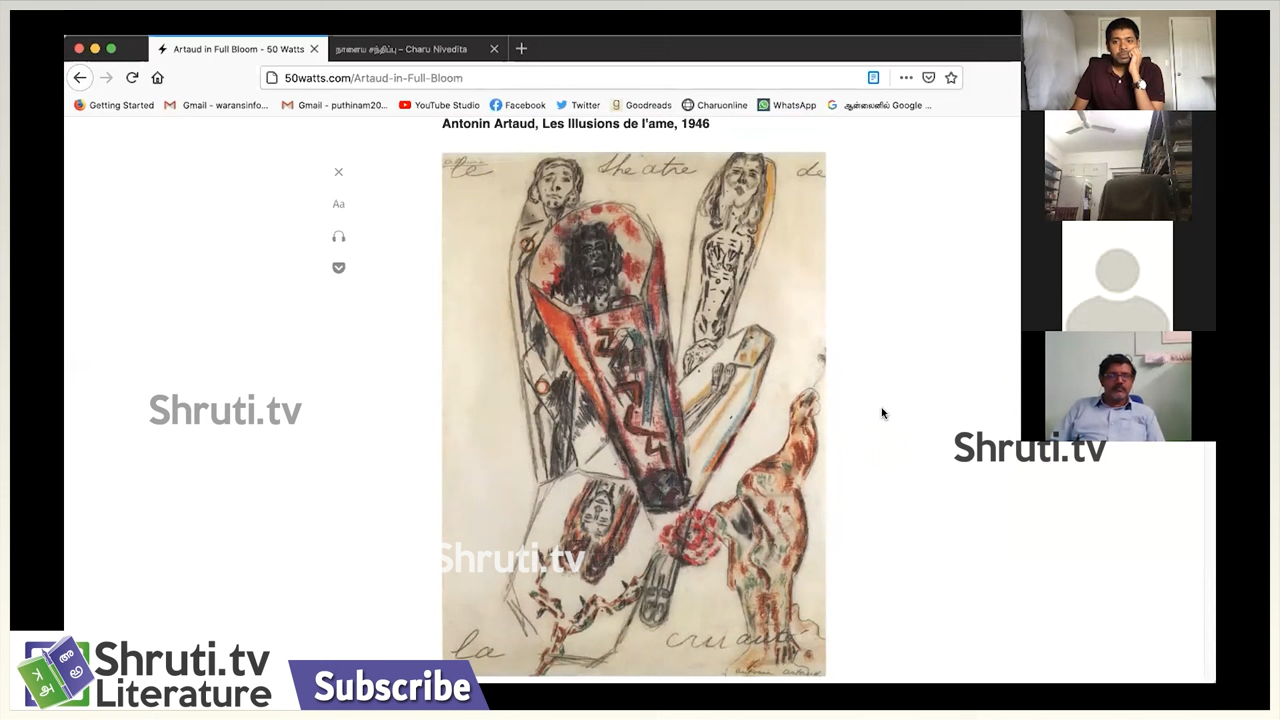 Artaud in Full Bloom - 50 Watts
நாளைய சந்திப்பு – Charu Nivedita
50watts.com/Artaud-in-Full-Bloom
Getting Started
Gmail - waransinfo...
Gmail - puthinam20...
YouTube Studio
Facebook
Twitter
Goodreads
Charuonline
WhatsApp
ஆன்லைனில் Google ...
Antonin Artaud, Les Illusions de l'ame, 1946
Aa
le théatre de
la cruauté
Shruti.tv
Shruti.tv
Shruti.tv
Shruti.tv
Literature
Subscribe